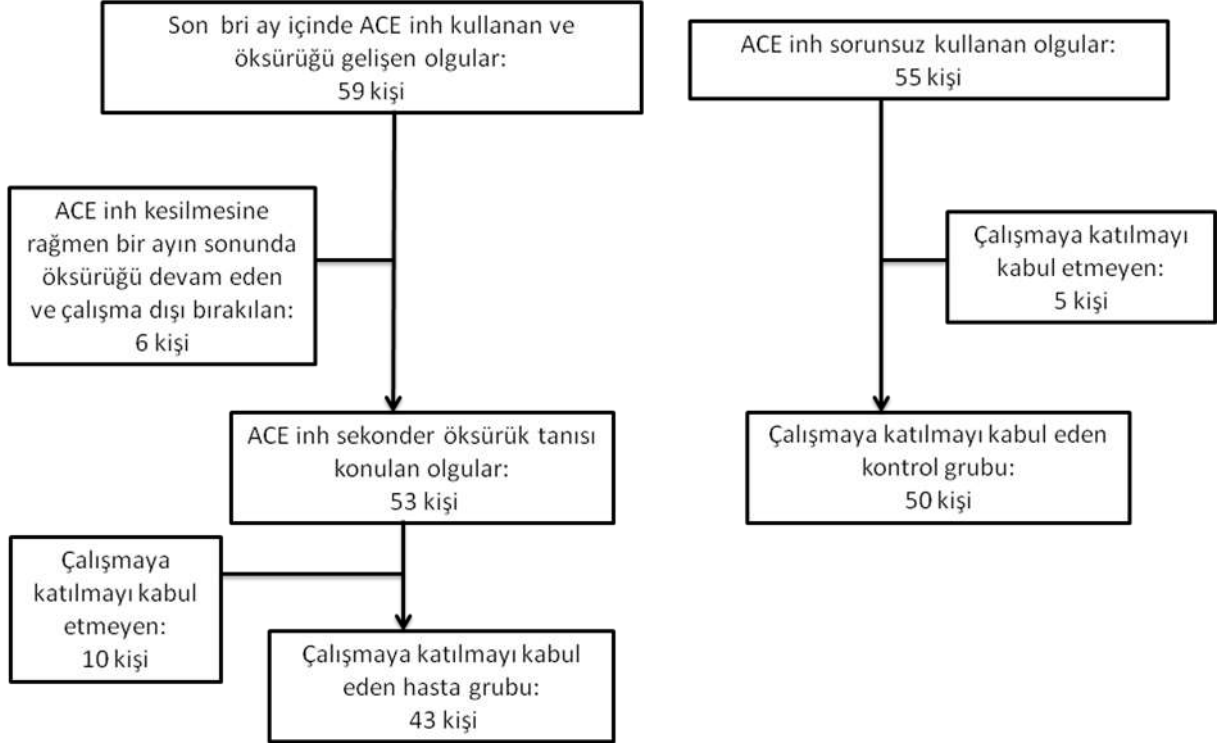 Son bri ay içinde ACE inh kullanan ve
öksürüğü gelişen olgular:
59 kişi
ACE inh kesilmesine
rağmen bir ayın sonunda
öksürüğü devam eden
ve çalışma dışı bırakılan:
6 kişi
ACE inh sekonder öksürük tanısı
konulan olgular:
53 kişi
Çalışmaya
katılmayı kabul
etmeyen:
10 kişi
Çalışmaya katılmayı kabul
eden hasta grubu:
43 kişi
ACE inh sorunsuz kullanan olgular:
55 kişi
Çalışmaya katılmayı
kabul etmeyen:
5 kişi
Çalışmaya katılmayı kabul eden
kontrol grubu:
50 kişi